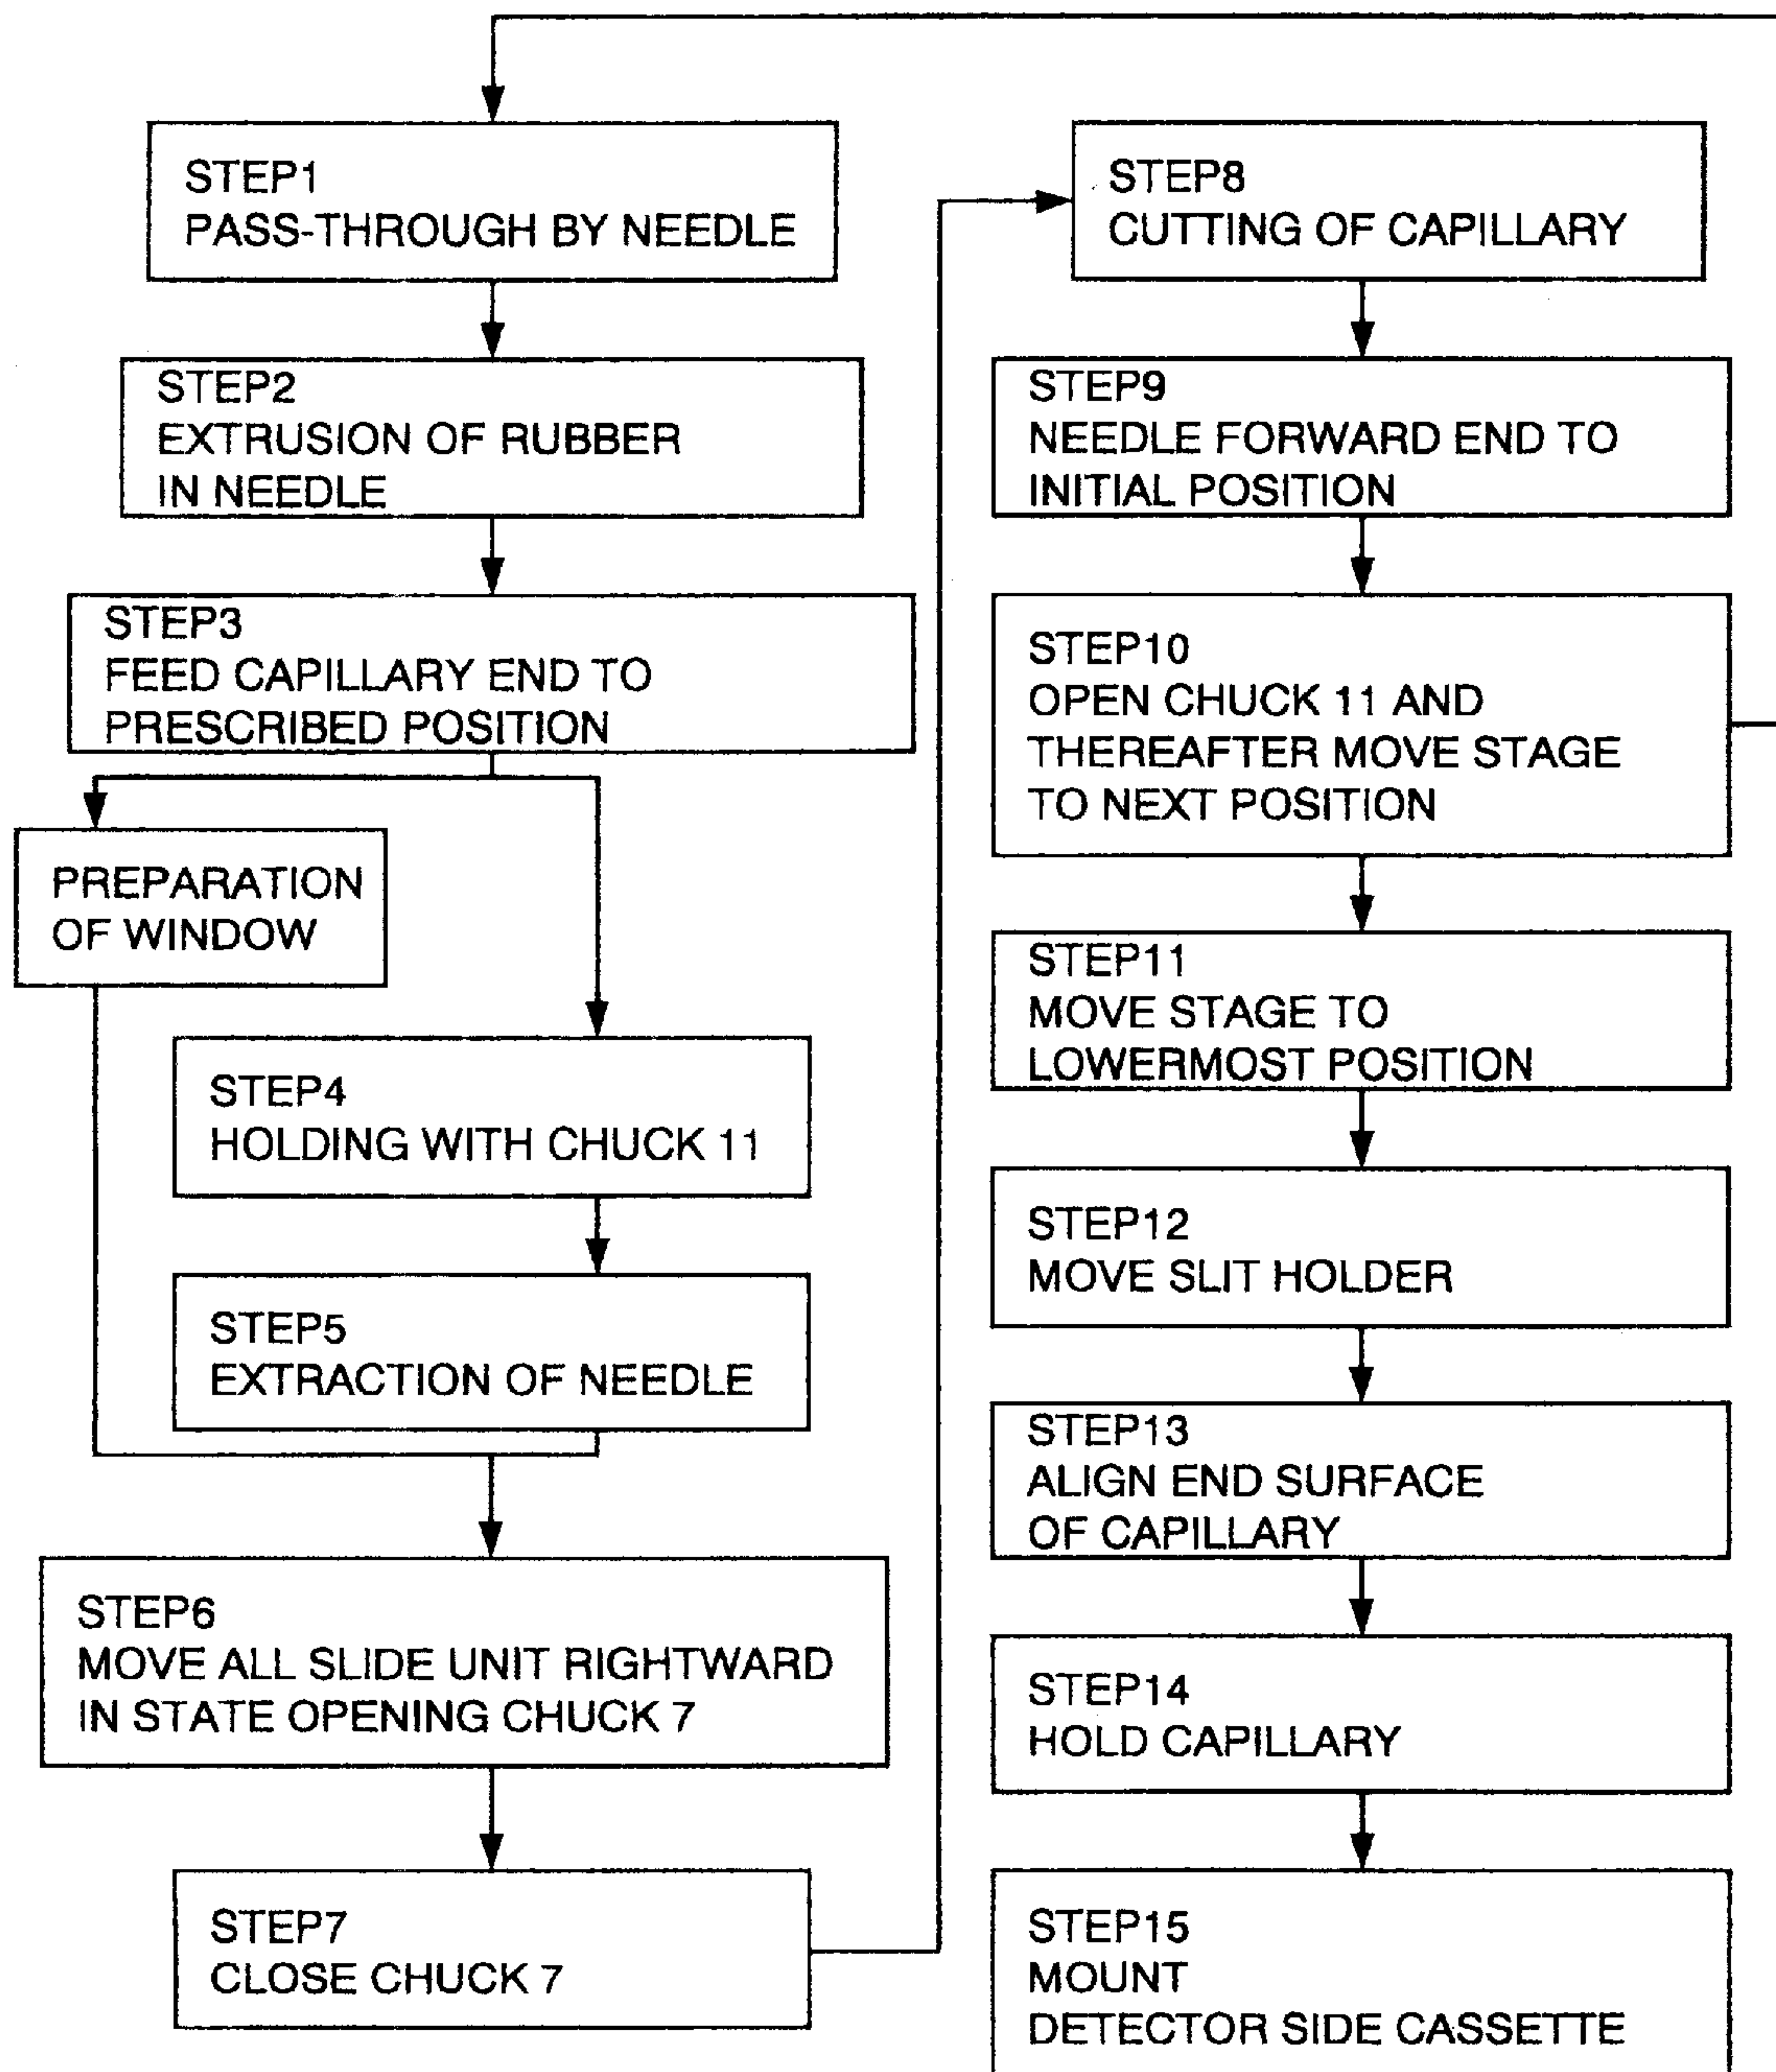 STEP1
PASS-THROUGH BY NEEDLE
STEP2
EXTRUSION OF RUBBER
IN NEEDLE
STEP3
FEED CAPILLARY END TO
PRESCRIBED POSITION
PREPARATION
OF WINDOW
STEP4
HOLDING WITH CHUCK 11
STEP5
EXTRACTION OF NEEDLE
STEP6
MOVE ALL SLIDE UNIT RIGHTWARD
IN STATE OPENING CHUCK 7
STEP7
CLOSE CHUCK 7
STEP8
CUTTING OF CAPILLARY
STEP9
NEEDLE FORWARD END TO
INITIAL POSITION
STEP10
OPEN CHUCK 11 AND
THEREAFTER MOVE STAGE
TO NEXT POSITION
STEP11
MOVE STAGE TO
LOWERMOST POSITION
STEP12
MOVE SLIT HOLDER
STEP13
ALIGN END SURFACE
OF CAPILLARY
STEP14
HOLD CAPILLARY
STEP15
MOUNT
DETECTOR SIDE CASSETTE